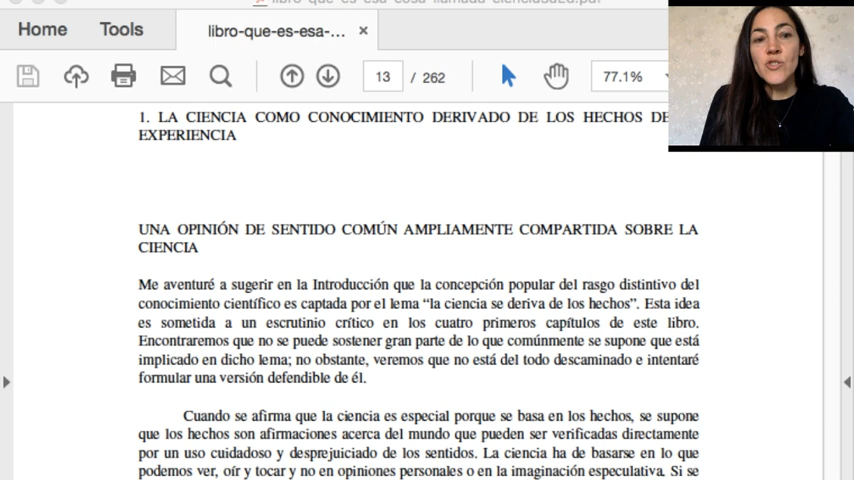 libro-que-es-esa-cosa-llamada-ciencia3a2a.pdf
Home Tools libro-que-es-esa-... ×
13 / 262 77.1%
1. LA CIENCIA COMO CONOCIMIENTO DERIVADO DE LOS HECHOS DE
EXPERIENCIA
UNA OPINIÓN DE SENTIDO COMÚN AMPLIAMENTE COMPARTIDA SOBRE LA
CIENCIA
Me aventuré a sugerir en la Introducción que la concepción popular del rasgo distintivo del
conocimiento científico es captada por el lema “la ciencia se deriva de los hechos”. Esta idea
es sometida a un escrutinio crítico en los cuatro primeros capítulos de este libro.
Encontraremos que no se puede sostener gran parte de lo que comúnmente se supone que está
implicado en dicho lema; no obstante, veremos que no está del todo descaminado e intentaré
formular una versión defendible de él.
Cuando se afirma que la ciencia es especial porque se basa en los hechos, se supone
que los hechos son afirmaciones acerca del mundo que pueden ser verificadas directamente
por un uso cuidadoso y desprejuiciado de los sentidos. La ciencia ha de basarse en lo que
podemos ver, oír y tocar y no en opiniones personales o en la imaginación especulativa. Si se